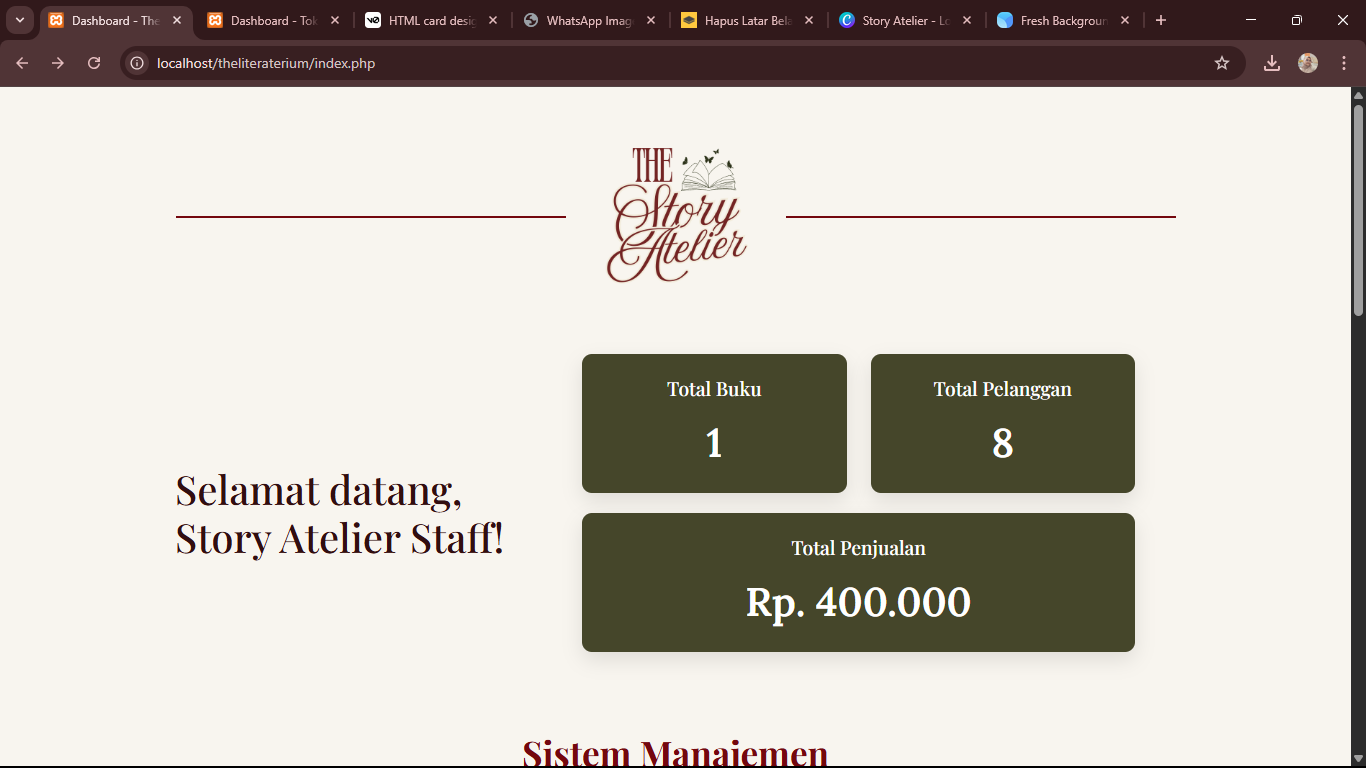 Dashboard - The
Dashboard - Tok
HTML card desig
WhatsApp Imag
Hapus Latar Bela
Story Atelier - Lo
Fresh Backgroun
localhost/theliteraterium/index.php
THE
Story
Atelier
Total Buku
1
Total Pelanggan
8
Selamat datang,
Story Atelier Staff!
Total Penjualan
Rp. 400.000
Sistem Manajemen